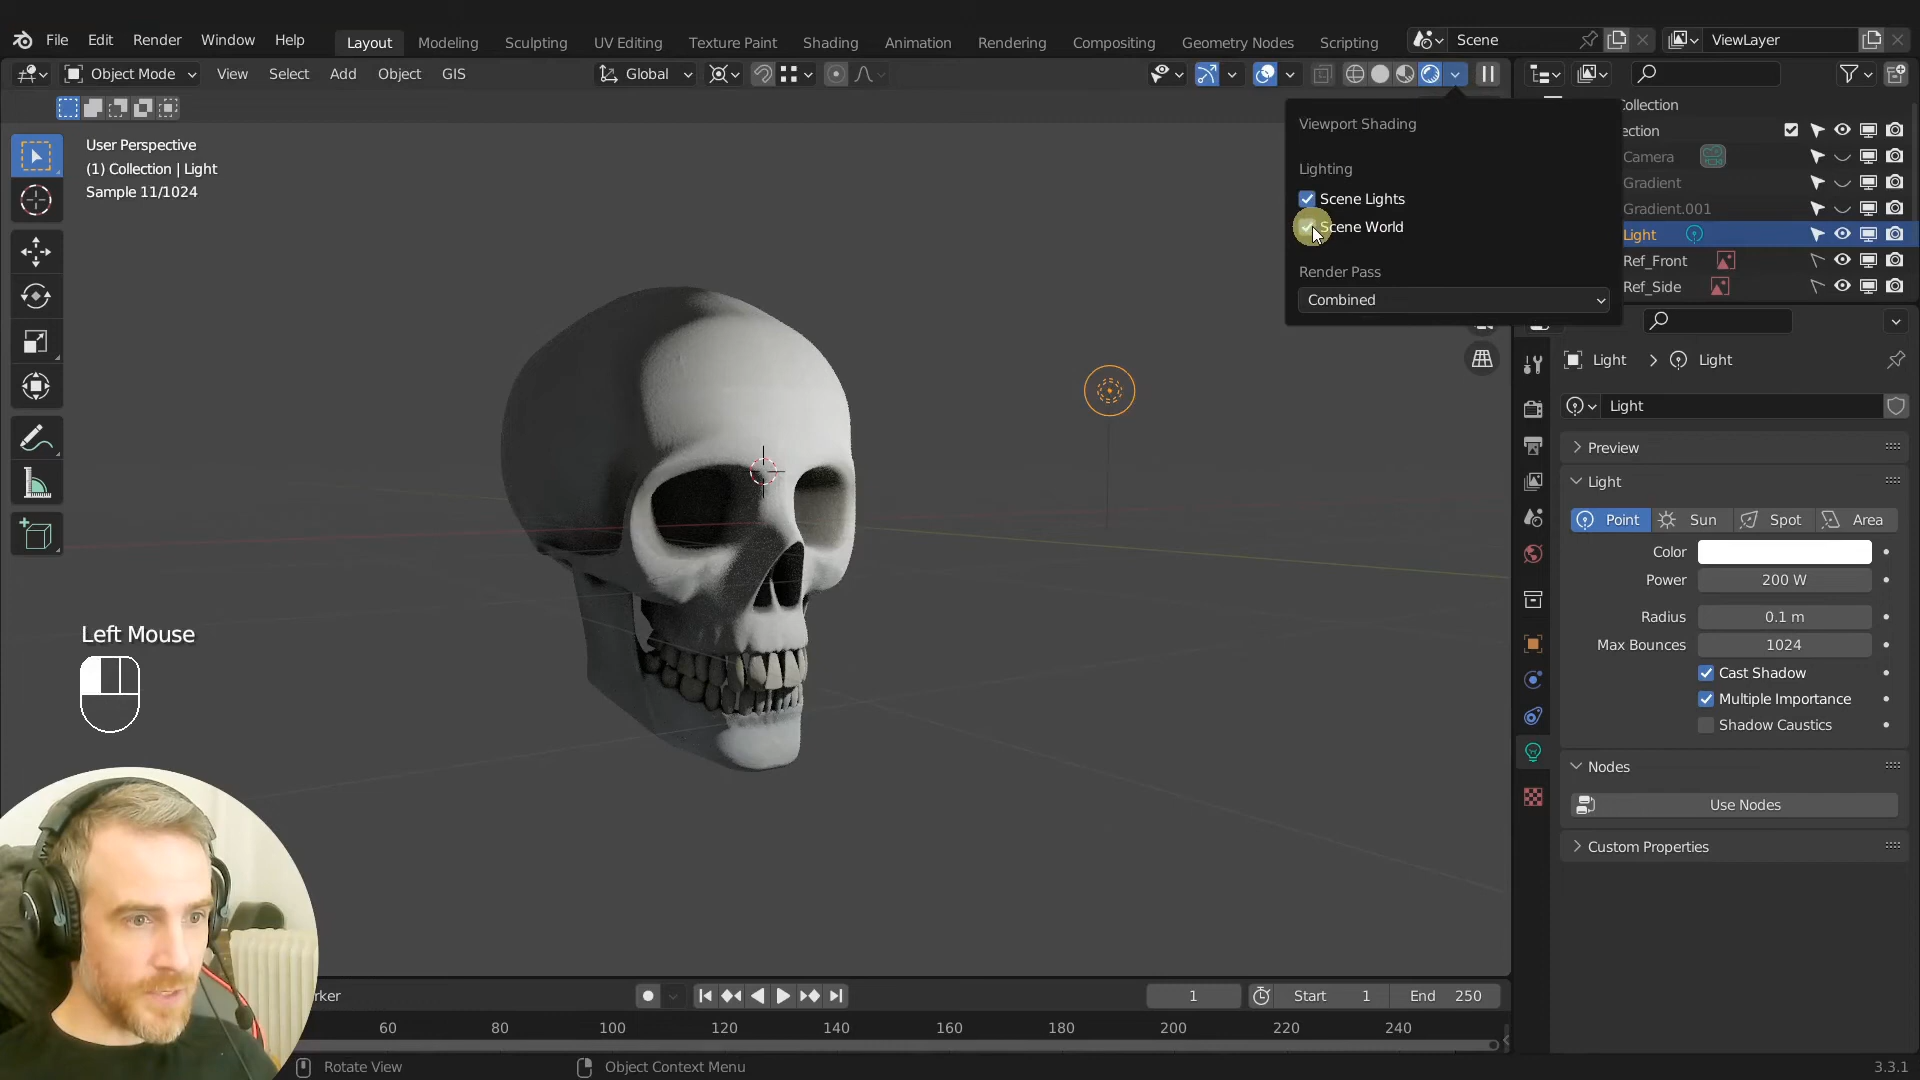 File Edit Render Window Help Layout Modeling Sculpting UV Editing Texture Paint Shading Animation Rendering Compositing Geometry Nodes Scripting Scene ViewLayer
Object Mode View Select Add Object GIS Global
User Perspective
(1) Collection | Light
Sample 11/1024
Viewport Shading
Lighting
Scene Lights
Scene World
Render Pass
Combined
ollection
ection
Camera
Gradient
Gradient.001
Light
Ref_Front
Ref_Side
Light Light
Light
Preview
Light
Point Sun Spot Area
Color
Power 200 W
Radius 0.1 m
Max Bounces 1024
Cast Shadow
Multiple Importance
Shadow Caustics
Nodes
Use Nodes
Custom Properties
Left Mouse
rker 1 Start 1 End 250
60 80 100 120 140 160 180 200 220 240
Rotate View Object Context Menu 3.3.1